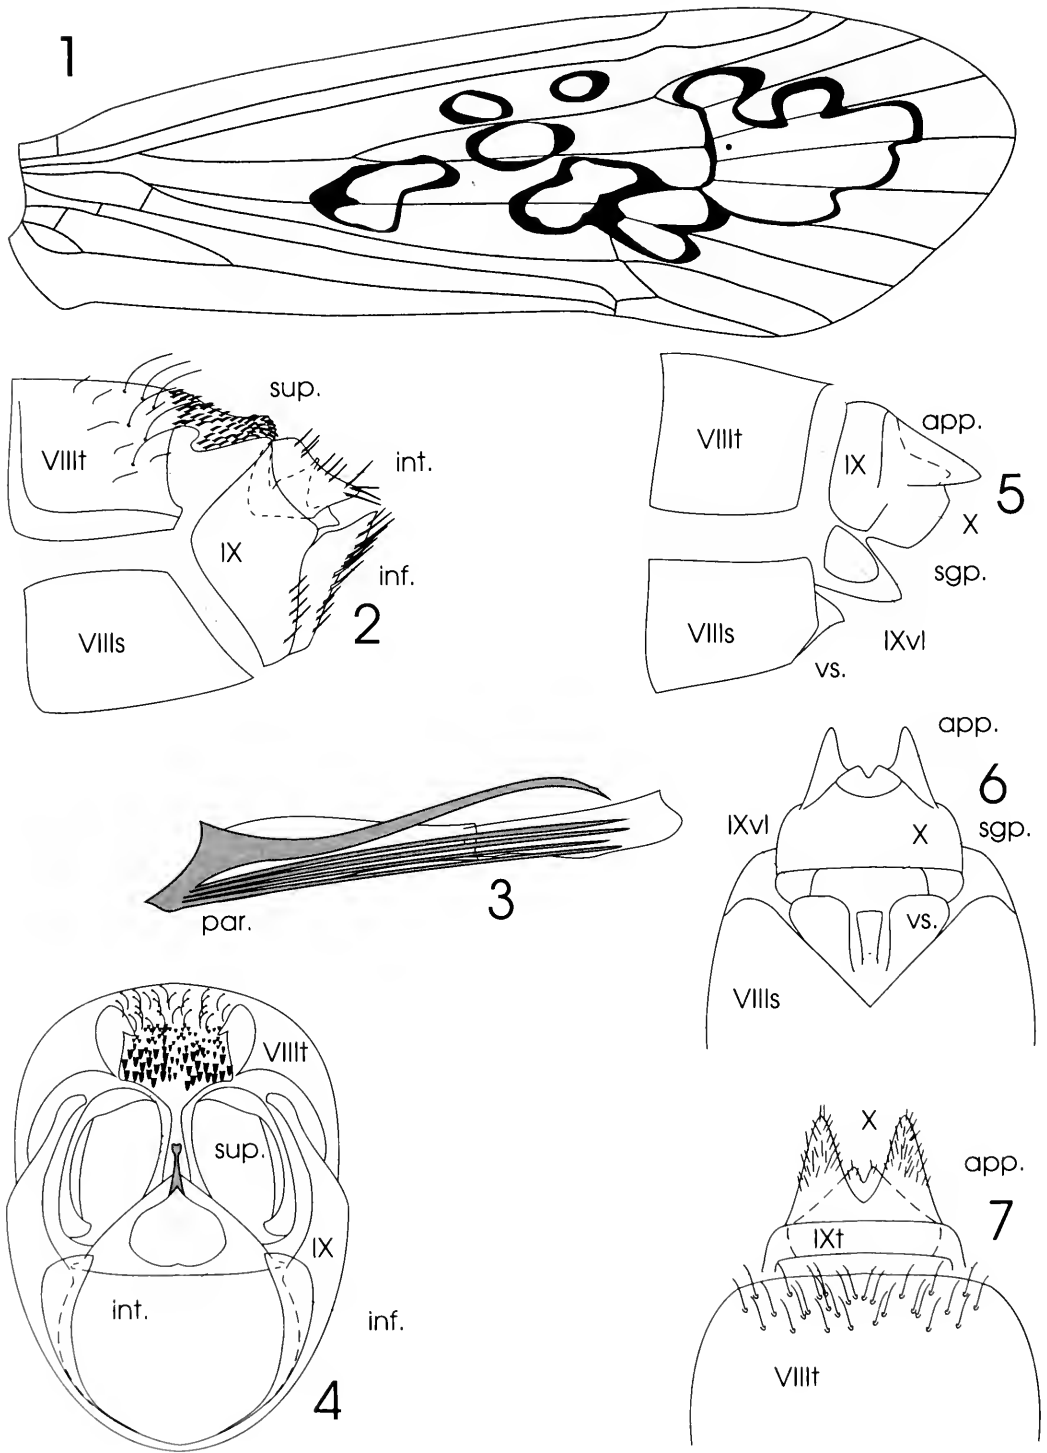 1
sup.
VIIIt
int.
IX
inf.
2
VIIIs
app.
VIIIt
IX
5
X
sgp.
VIIIs
IXvl
vs.
3
par.
app.
6
IXvl
X
sgp.
vs.
VIIIs
VIIIt
sup.
IX
int.
inf.
4
X
app.
7
IXt
VIIIt